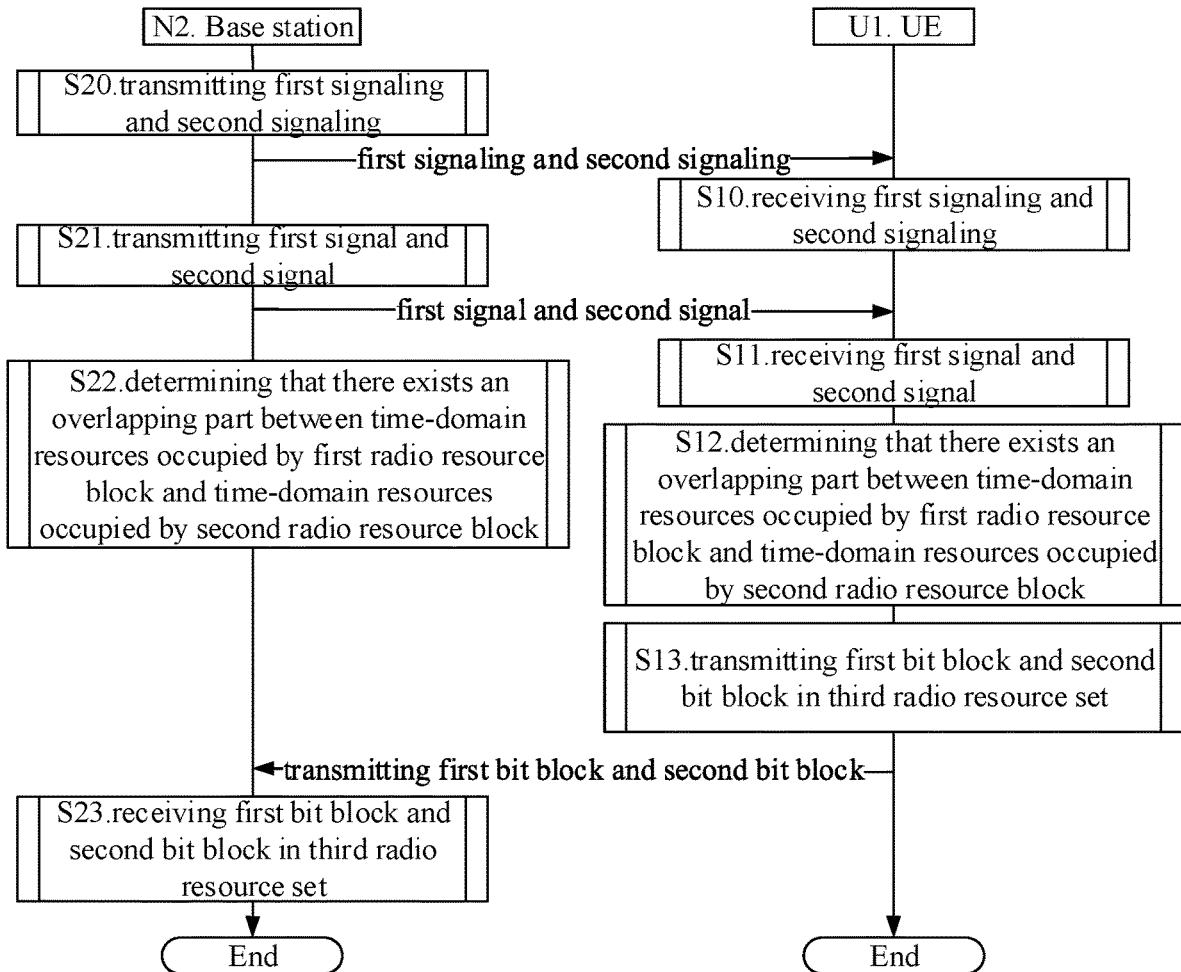 N2. Base station
U1. UE
S20.transmitting first signaling
and second signaling
first signaling and second signaling
S10.receiving first signaling and
second signaling
S21.transmitting first signal and
second signal
first signal and second signal
S11.receiving first signal and
second signal
S22.determining that there exists an
overlapping part between time-domain
resources occupied by first radio resource
block and time-domain resources
occupied by second radio resource block
S12.determining that there exists an
overlapping part between time-domain
resources occupied by first radio resource
block and time-domain resources occupied
by second radio resource block
S13.transmitting first bit block and second
bit block in third radio resource set
transmitting first bit block and second bit block
S23.receiving first bit block and
second bit block in third radio
resource set
End
End